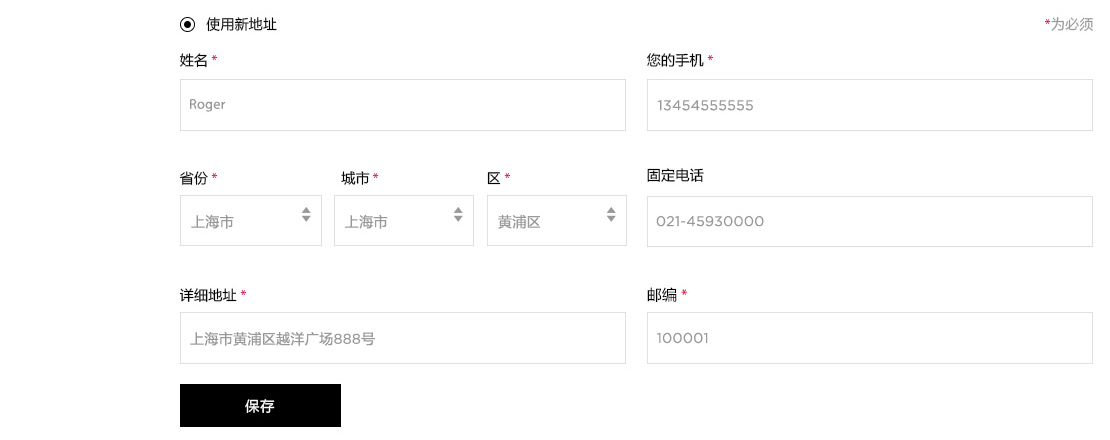 使用新地址 *为必须
姓名 * 您的手机 *
Roger 13454555555
省份 * 城市 * 区 * 固定电话
上海市 上海市 黄浦区 021-45930000
详细地址 * 邮编 *
上海市黄浦区越洋广场888号 100001
保存